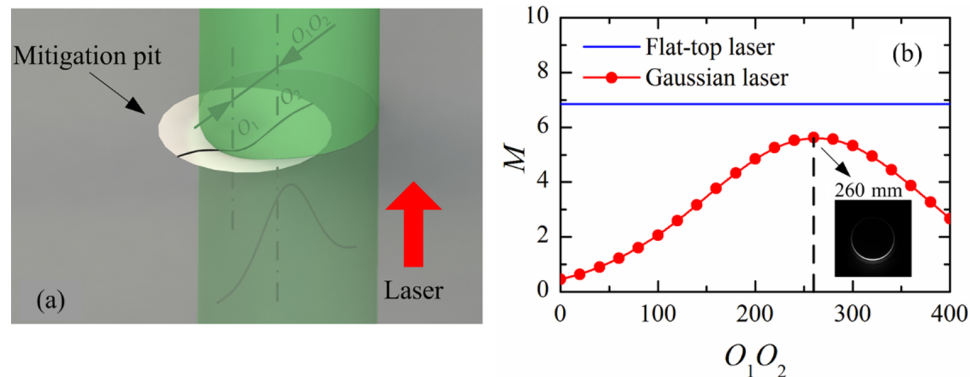 Mitigation pit
O₁O₂
O₂
O₁
(a)
Laser
(b)
Flat-top laser
Gaussian laser
M
10
8
6
4
2
0
260 mm
0
100
200
300
400
O₁O₂